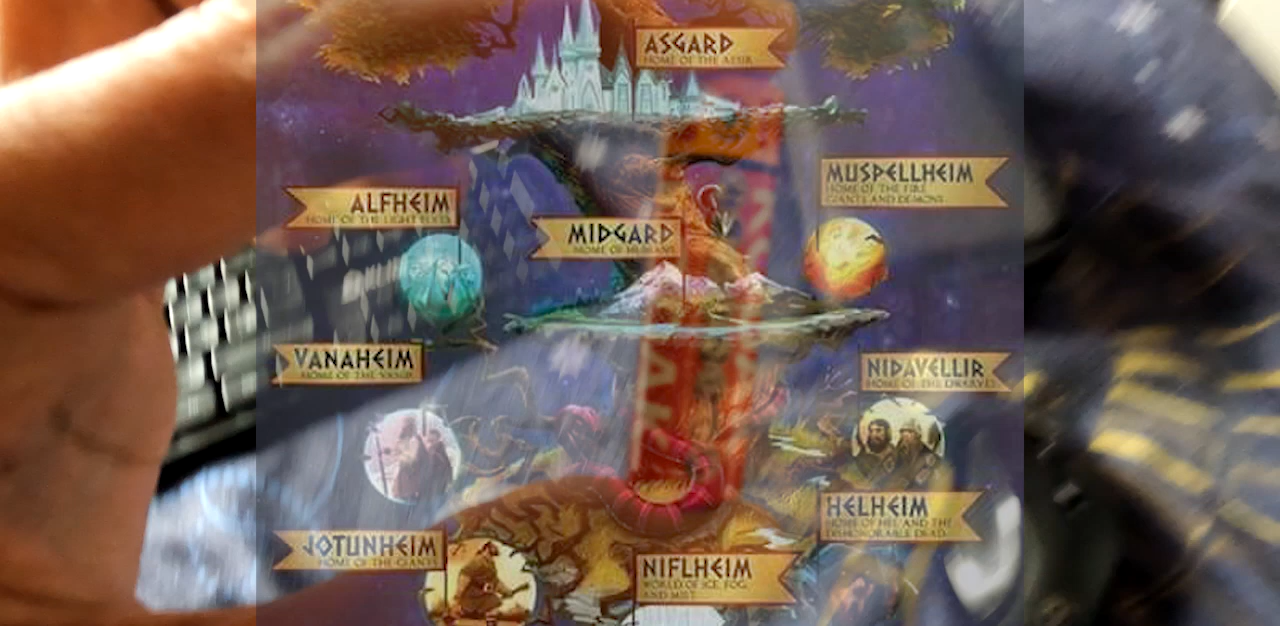 ASGARD
HOME OF THE AESIR
MUSPELLHEIM
HOME OF THE FIRE
GIANTS AND DEMONS
ALFHEIM
HOME OF THE LIGHT ELVES
MIDGARD
HOME OF HUMANS
VANAHEIM
HOME OF THE VANIR
NIDAVELLIR
HOME OF THE DWARVES
HELHEIM
HOME OF HEL AND THE
DISHONORABLE DEAD
JOTUNHEIM
HOME OF THE GIANTS
NIFLHEIM
WORLD OF ICE, FOG,
AND MIST